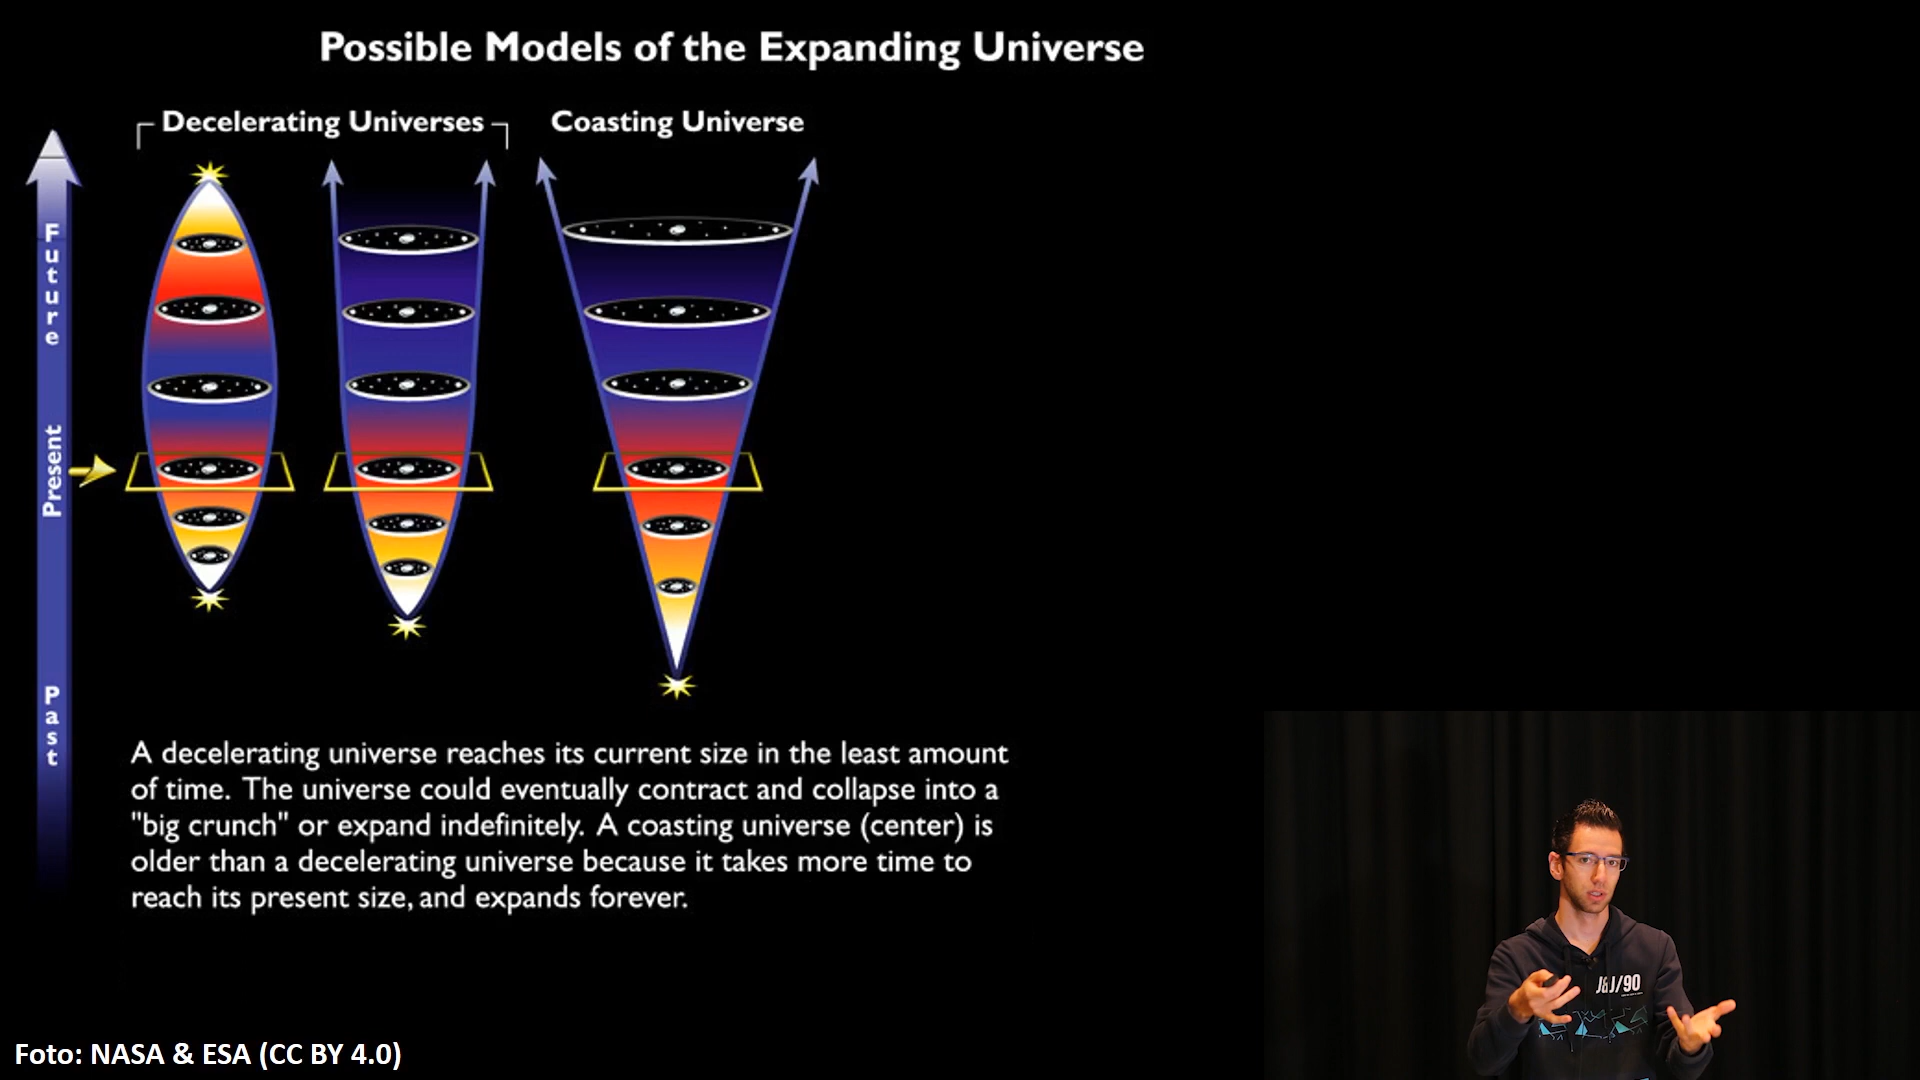 Possible Models of the Expanding Universe
Decelerating Universes
Coasting Universe
Future
Present
Past
A decelerating universe reaches its current size in the least amount
of time. The universe could eventually contract and collapse into a
"big crunch" or expand indefinitely. A coasting universe (center) is
older than a decelerating universe because it takes more time to
reach its present size, and expands forever.
J&J/90
Foto: NASA & ESA (CC BY 4.0)